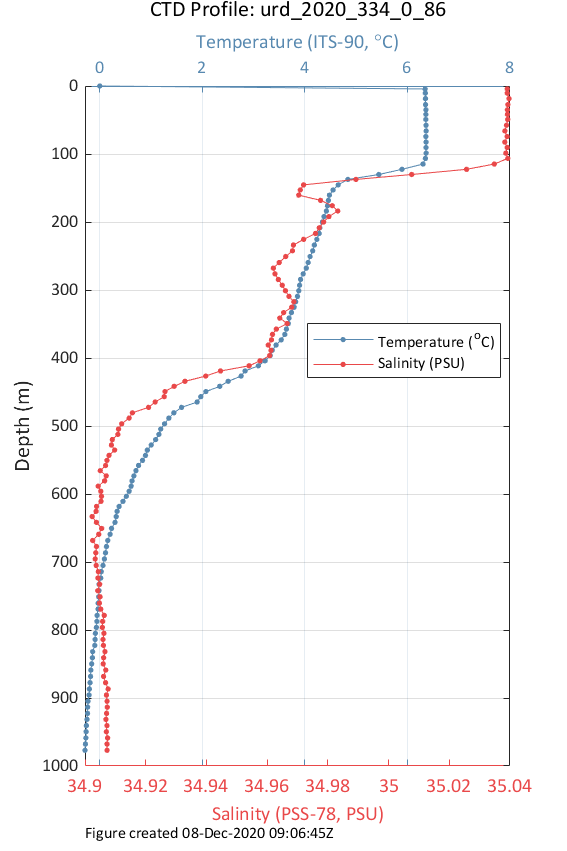 CTD Profile: urd_2020_334_0_86
Temperature (ITS-90, °C)
0 2 4 6 8
0
100
200
300
Temperature (°C)
Salinity (PSU)
400
Depth (m)
500
600
700
800
900
1000
34.9 34.92 34.94 34.96 34.98 35 35.02 35.04
Salinity (PSS-78, PSU)
Figure created 08-Dec-2020 09:06:45Z